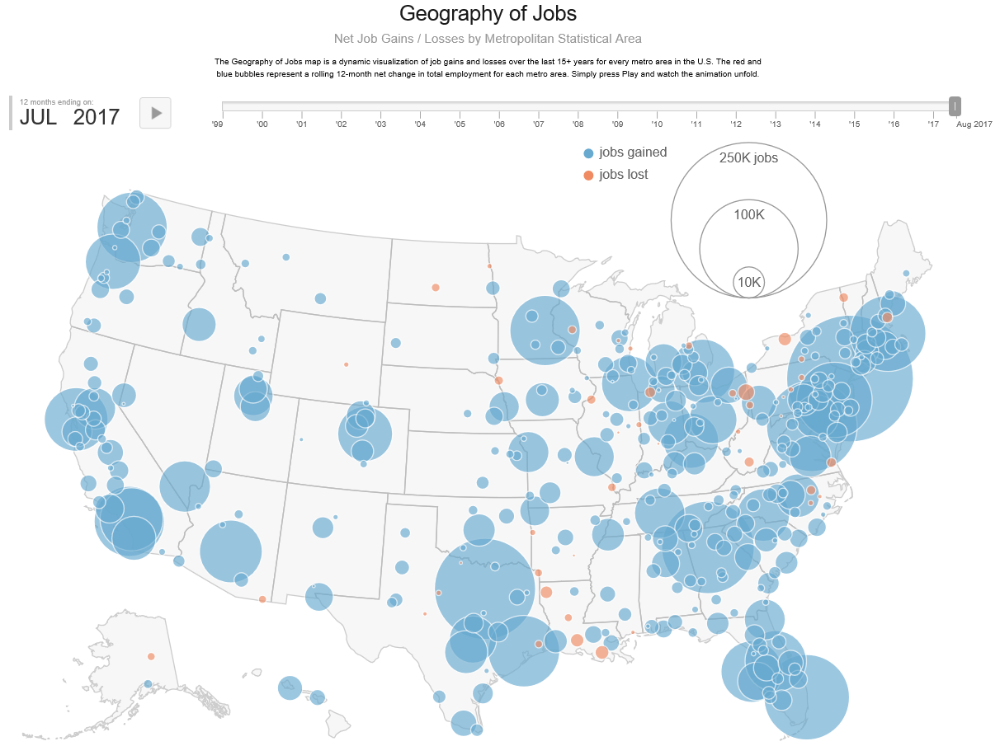 Geography of Jobs
Net Job Gains / Losses by Metropolitan Statistical Area
The Geography of Jobs map is a dynamic visualization of job gains and losses over the last 15+ years for every metro area in the U.S. The red and
blue bubbles represent a rolling 12-month net change in total employment for each metro area. Simply press Play and watch the animation unfold.
12 months ending on:
JUL 2017
'99 '00 '01 '02 '03 '04 '05 '06 '07 '08 '09 '10 '11 '12 '13 '14 '15 '16 '17 Aug 2017
jobs gained
jobs lost
250K jobs
100K
10K